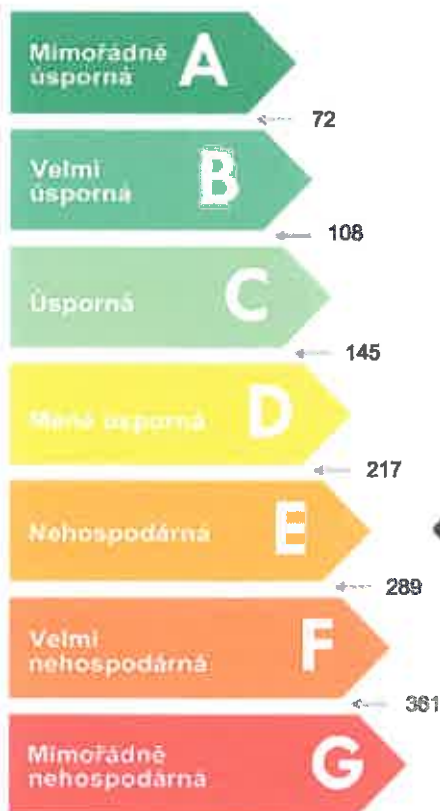 Mimořádně
úsporná
A
72
Velmi
úsporná
B
108
Úsporná
C
145
Méně úsporná
D
217
Nehospodárná
E
289
Velmi
nehospodárná
F
361
Mimořádně
nehospodárná
G